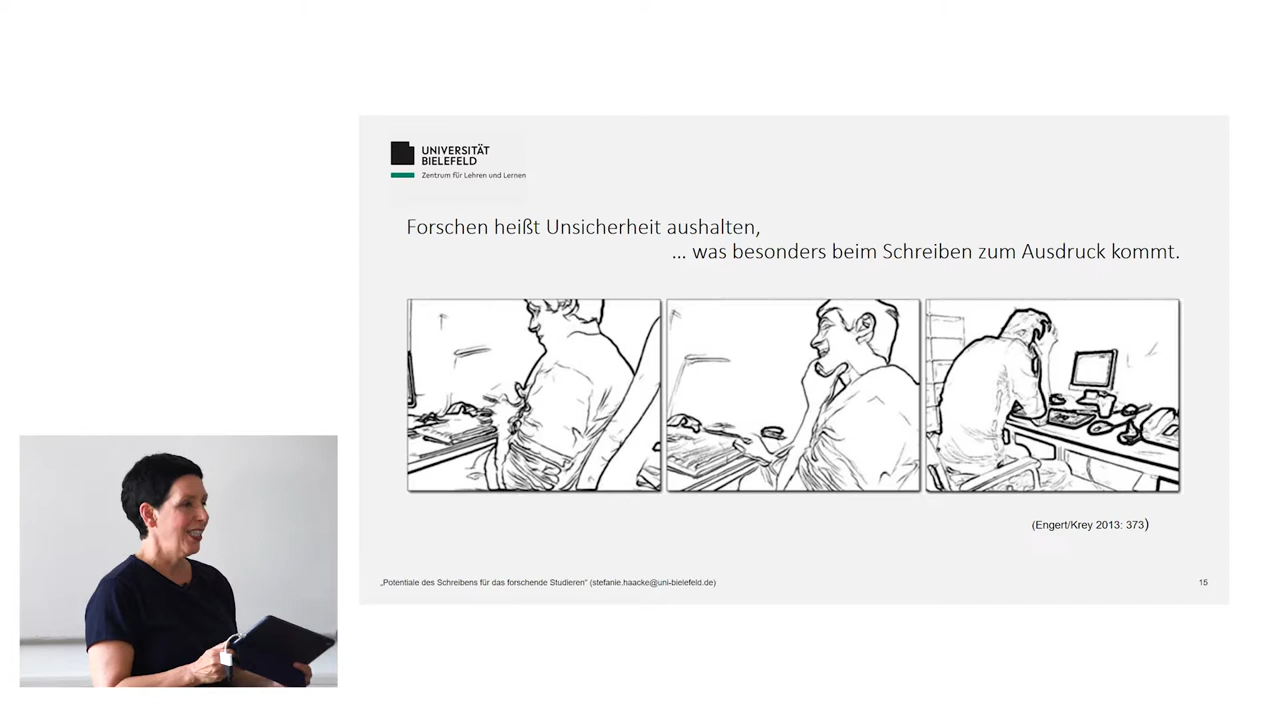 UNIVERSITÄT
BIELEFELD
Zentrum für Lehren und Lernen
Forschen heißt Unsicherheit aushalten,
... was besonders beim Schreiben zum Ausdruck kommt.
(Engert/Krey 2013: 373)
„Potentiale des Schreibens für das forschende Studieren“ (stefanie.haacke@uni-bielefeld.de)
15